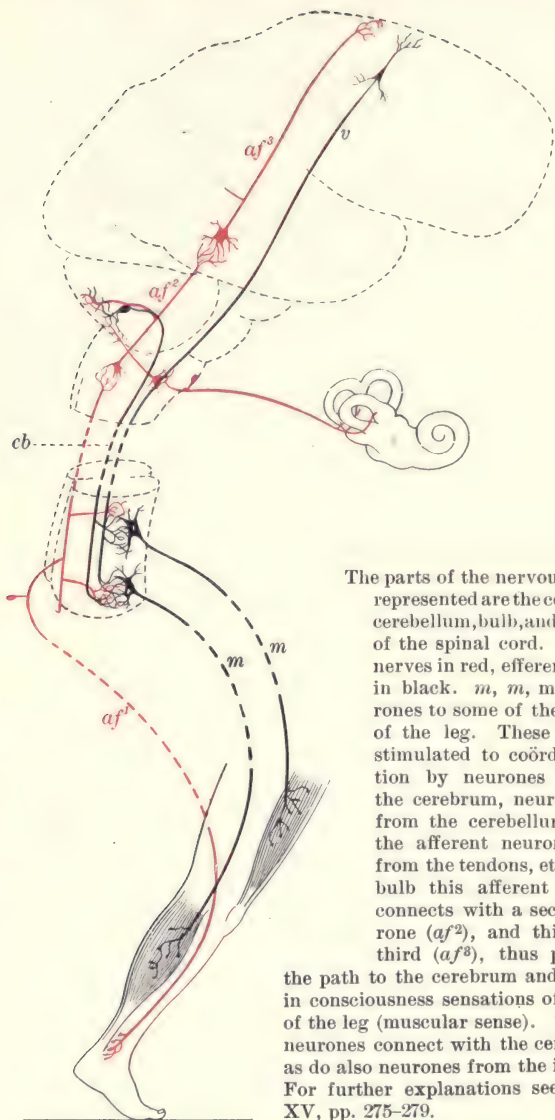 af³
v
af²
cb
m
m
af¹
The parts of the nervou
represented are the c
cerebellum, bulb, and
of the spinal cord.
nerves in red, effere
in black. m, m, m
rones to some of the
of the leg. These
stimulated to coörd
tion by neurones
the cerebrum, neur
from the cerebellu
the afferent neuro
from the tendons, et
bulb this afferent
connects with a sec
rone (af²), and thi
third (af³), thus p
the path to the cerebrum and
in consciousness sensations o
of the leg (muscular sense).
neurones connect with the ce
as do also neurones from the i
For further explanations see
XV, pp. 275–279.